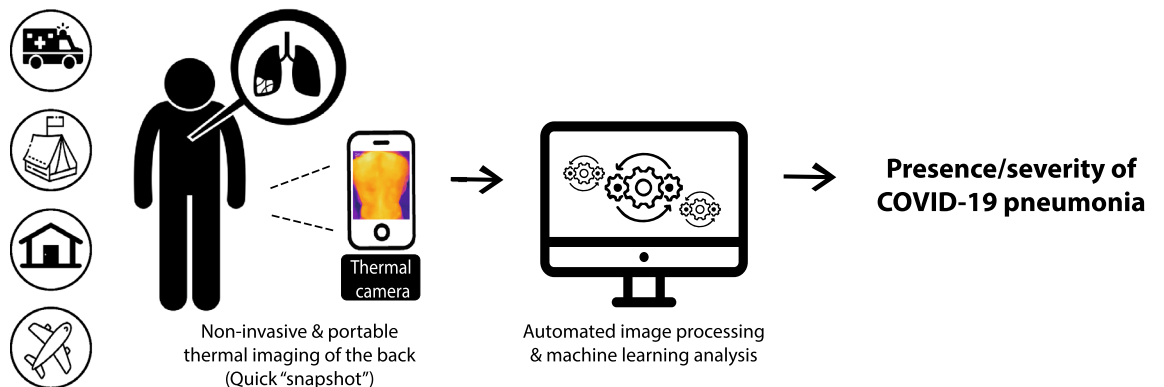 Thermal
camera
Non-invasive & portable
thermal imaging of the back
(Quick “snapshot”)
Automated image processing
& machine learning analysis
Presence/severity of
COVID-19 pneumonia